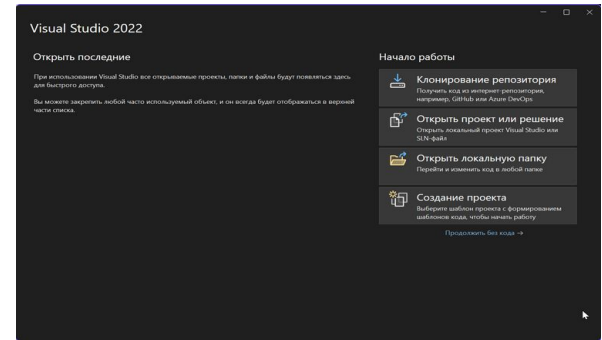 Visual Studio 2022
Открыть последние
При использовании Visual Studio все открываемые проекты, папки и файлы будут появляться здесь
для быстрого доступа.
Вы можете закрепить любой часто используемый объект, и он всегда будет отображаться в верхней
части списка.
Начало работы
Клонирование репозитория
Получить код из интернет-репозитория,
например, GitHub или Azure DevOps
Открыть проект или решение
Открыть локальный проект Visual Studio или
SLN-файл
Открыть локальную папку
Перейти и изменить код в любой папке
Создание проекта
Выберите шаблон проекта с формированием
шаблонов кода, чтобы начать работу
Продолжить без кода →